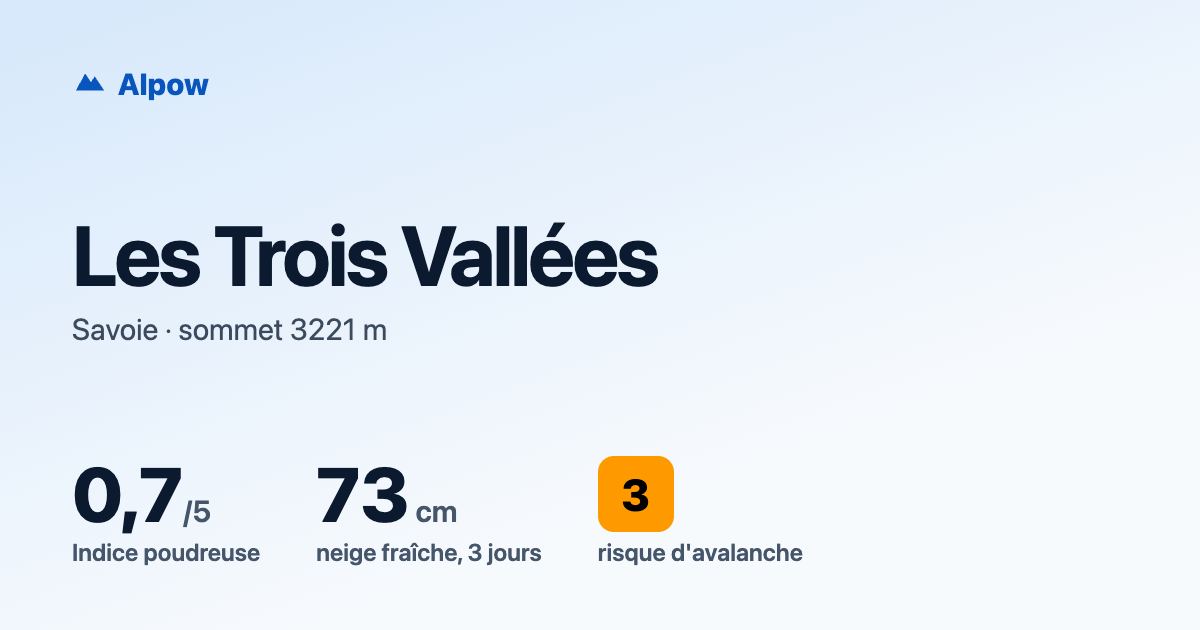 Alpow
Les Trois Vallées
Savoie · sommet 3221 m
0,7/5
Indice poudreuse
73 cm
neige fraîche, 3 jours
3
risque d'avalanche